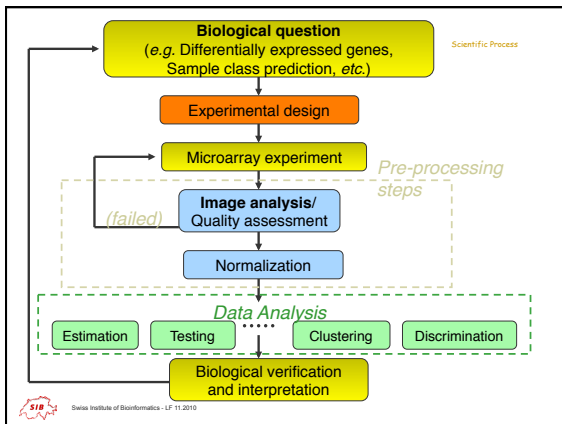 Biological question
(e.g. Differentially expressed genes,
Sample class prediction, etc.)
Scientific Process
Experimental design
Microarray experiment
Pre-processing
steps
(failed)
Image analysis/
Quality assessment
Normalization
Data Analysis
Estimation
Testing
.....
Clustering
Discrimination
Biological verification
and interpretation
SIB
Swiss Institute of Bioinformatics - LF 11.2010